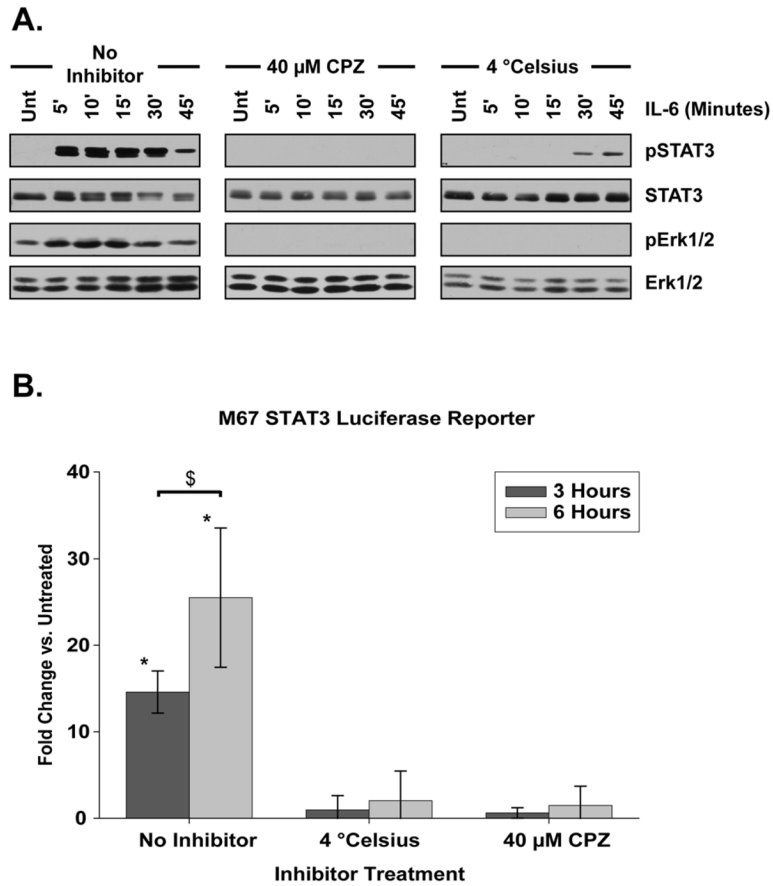 A.
No Inhibitor
40 µM CPZ
4 °Celsius
Unt 5' 10' 15' 30' 45'
Unt 5' 10' 15' 30' 45'
Unt 5' 10' 15' 30' 45'
IL-6 (Minutes)
pSTAT3
STAT3
pErk1/2
Erk1/2
B.
M67 STAT3 Luciferase Reporter
Fold Change vs. Untreated
40
30
20
10
0
$
*
*
3 Hours
6 Hours
No Inhibitor
4 °Celsius
40 µM CPZ
Inhibitor Treatment